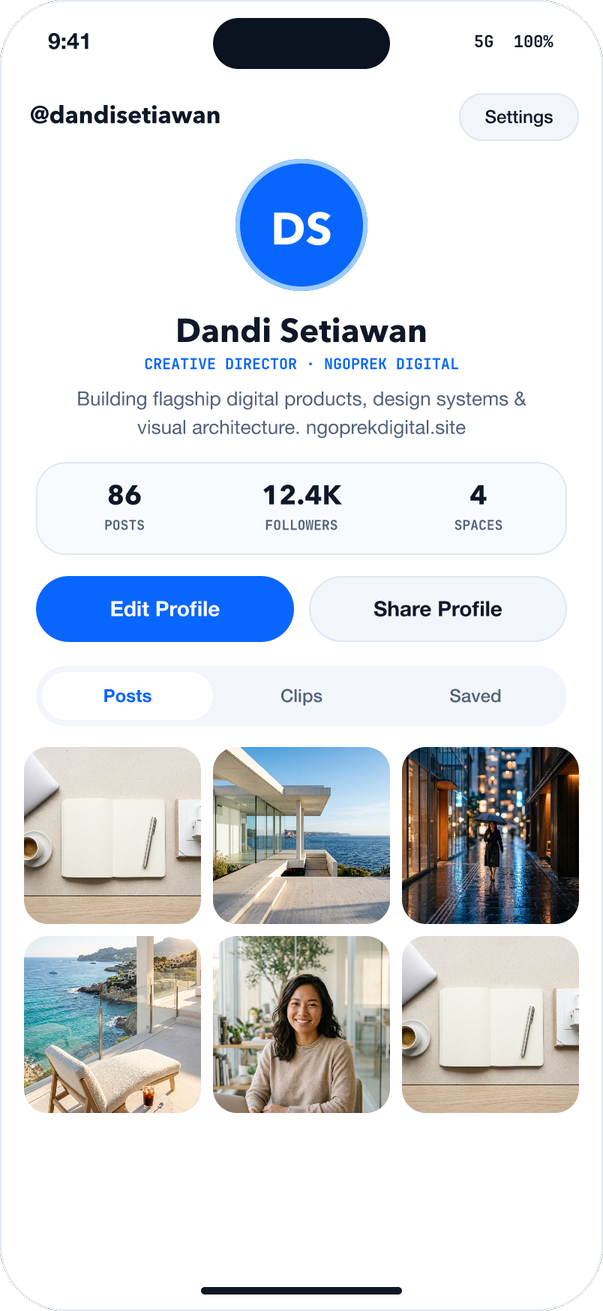 9:41
5G 100%
@dandisetiawan
Settings
DS
Dandi Setiawan
CREATIVE DIRECTOR · NGOPREK DIGITAL
Building flagship digital products, design systems &
visual architecture. ngoprekdigital.site
86 12.4K 4
POSTS FOLLOWERS SPACES
Edit Profile Share Profile
Posts Clips Saved